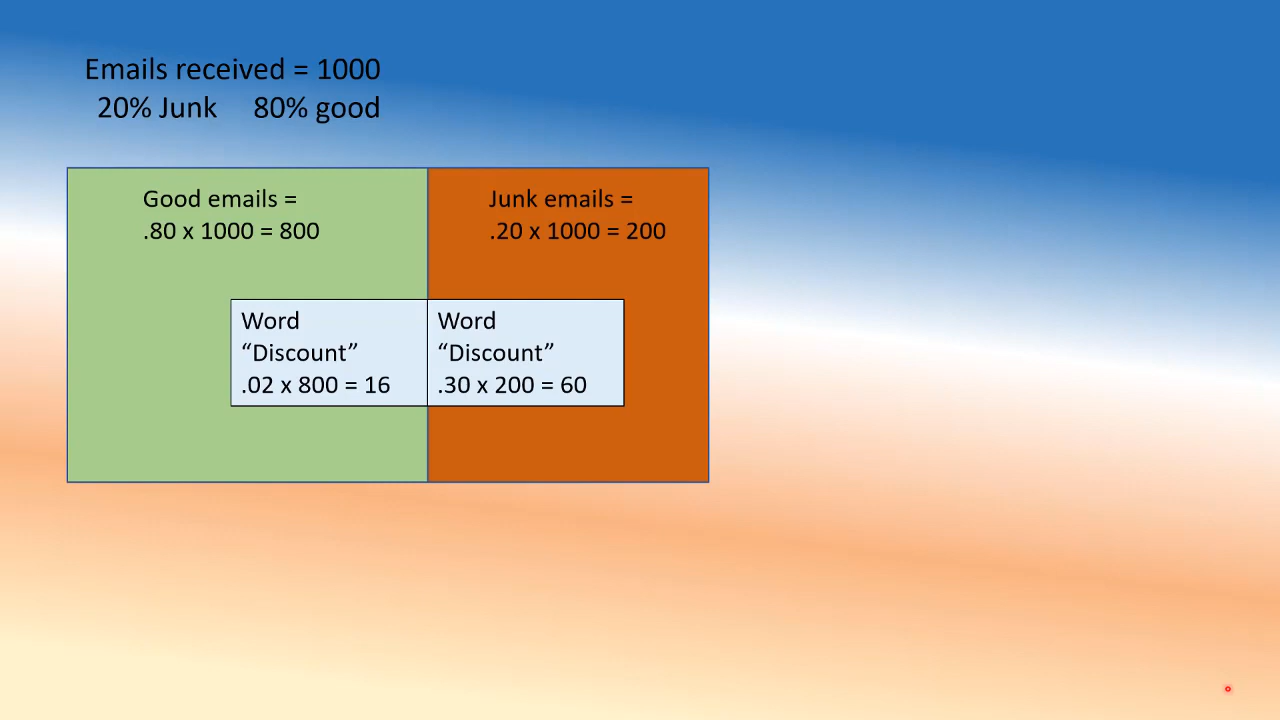 Emails received = 1000
20% Junk 80% good
Good emails =
.80 x 1000 = 800
Junk emails =
.20 x 1000 = 200
Word
“Discount”
.02 x 800 = 16
Word
“Discount”
.30 x 200 = 60